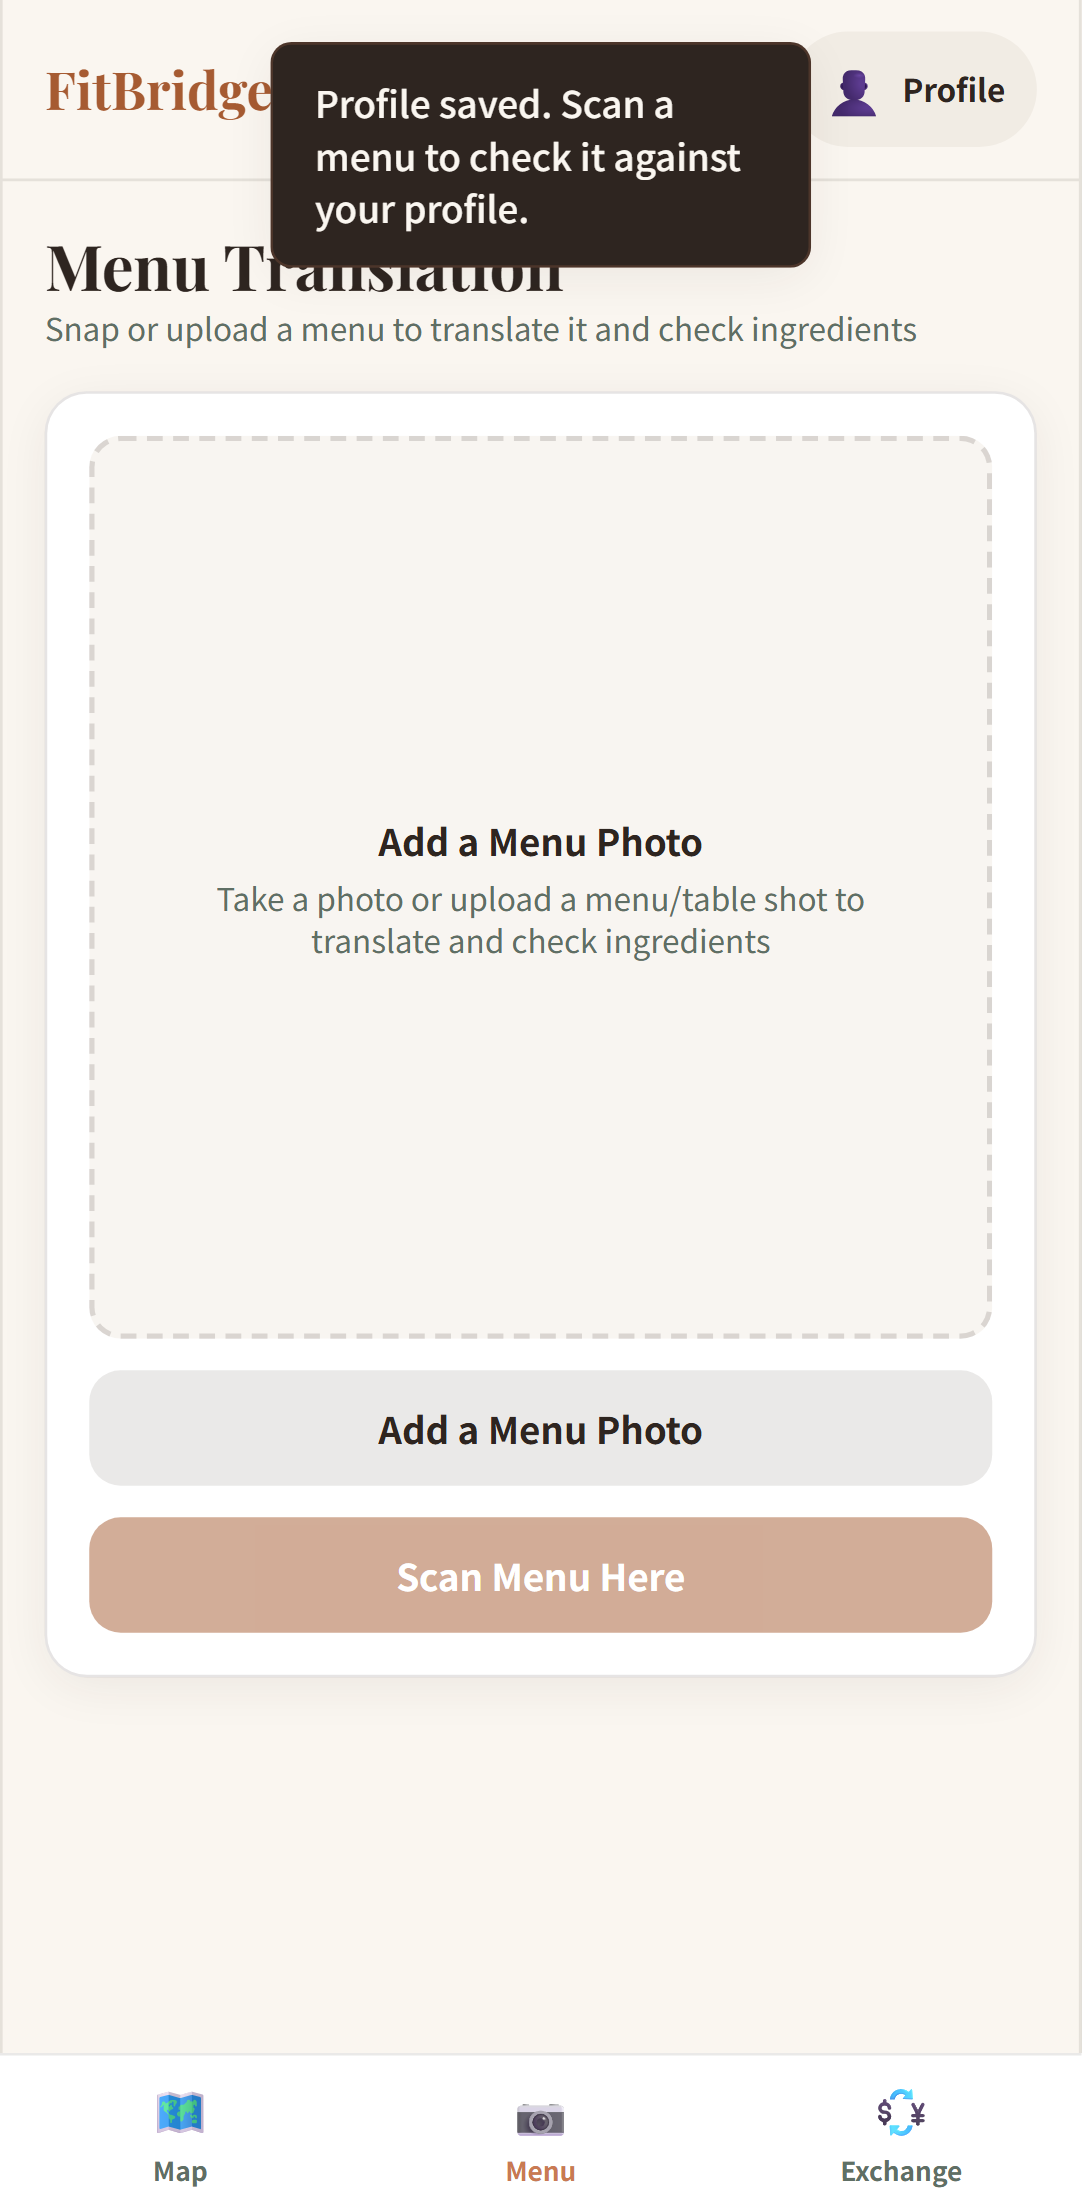 FitBridge
Profile saved. Scan a
menu to check it against
your profile.
Profile
Menu Translation
Snap or upload a menu to translate it and check ingredients
Add a Menu Photo
Take a photo or upload a menu/table shot to
translate and check ingredients
Add a Menu Photo
Scan Menu Here
$ ¥
Map
Menu
Exchange